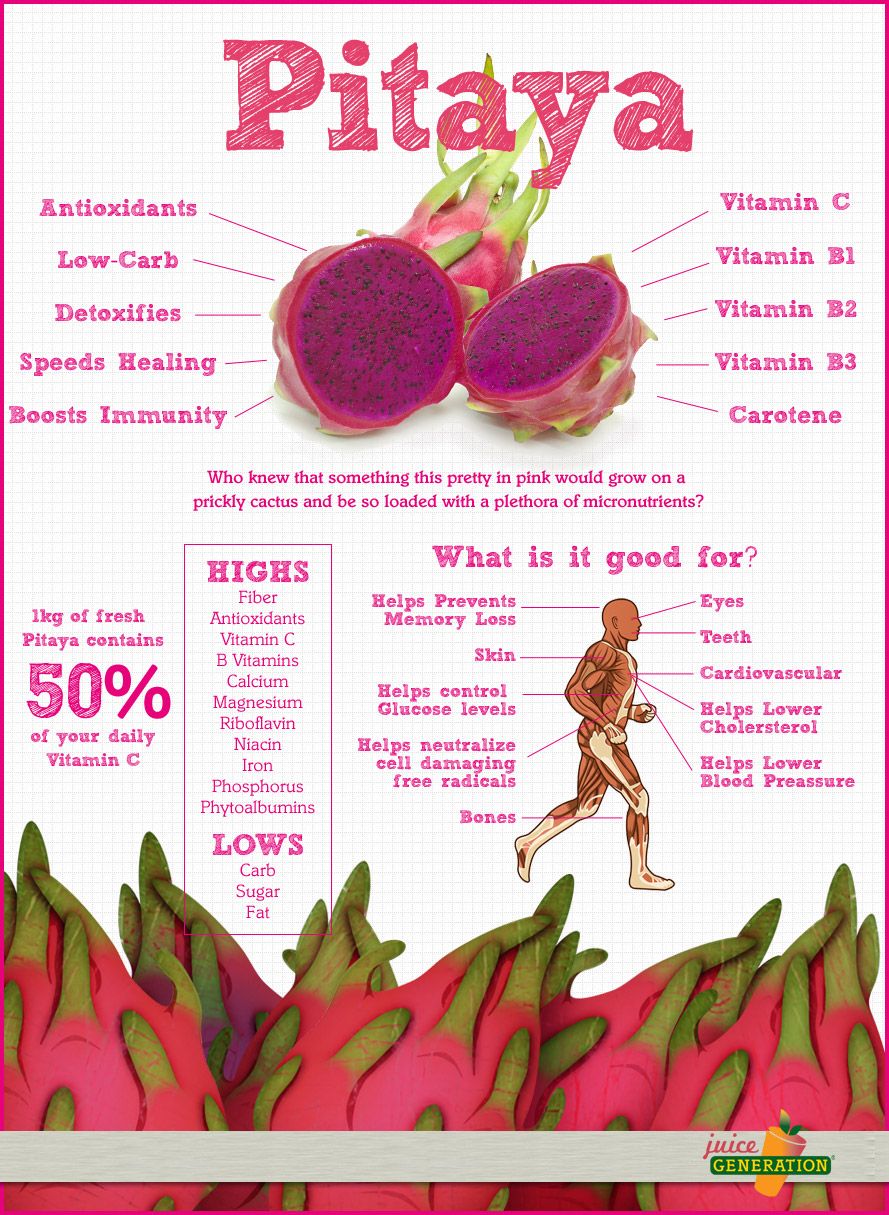 Pitaya
Antioxidants
Low-Carb
Detoxifies
Speeds Healing
Boosts Immunity
Vitamin C
Vitamin B1
Vitamin B2
Vitamin B3
Carotene
Who knew that something this pretty in pink would grow on a
prickly cactus and be so loaded with a plethora of micronutrients?
1kg of fresh
Pitaya contains
50%
of your daily
Vitamin C
HIGHS
Fiber
Antioxidants
Vitamin C
B Vitamins
Calcium
Magnesium
Riboflavin
Niacin
Iron
Phosphorus
Phytoalbumins
LOWS
Carb
Sugar
Fat
What is it good for?
Helps Prevents
Memory Loss
Skin
Helps control
Glucose levels
Helps neutralize
cell damaging
free radicals
Bones
Eyes
Teeth
Cardiovascular
Helps Lower
Cholersterol
Helps Lower
Blood Preassure
juice
GENERATION®